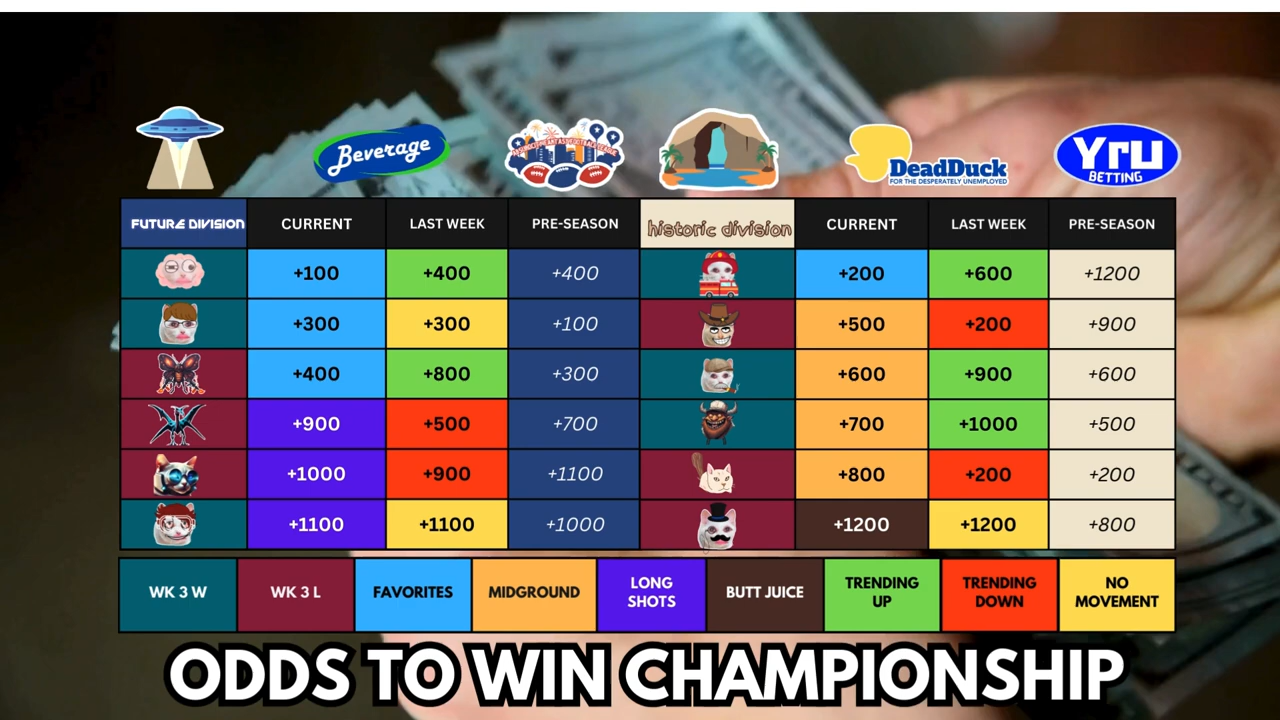 Beverage
DeadDuck
FOR THE DESPERATELY UNEMPLOYED
YrU
BETTING
FUTURE DIVISION CURRENT LAST WEEK PRE-SEASON historic division CURRENT LAST WEEK PRE-SEASON
+100 +400 +400 +200 +600 +1200
+300 +300 +100 +500 +200 +900
+400 +800 +300 +600 +900 +600
+900 +500 +700 +700 +1000 +500
+1000 +900 +1100 +800 +200 +200
+1100 +1100 +1000 +1200 +1200 +800
WK 3 W WK 3 L FAVORITES MIDGROUND LONG SHOTS BUTT JUICE TRENDING UP TRENDING DOWN NO MOVEMENT
ODDS TO WIN CHAMPIONSHIP